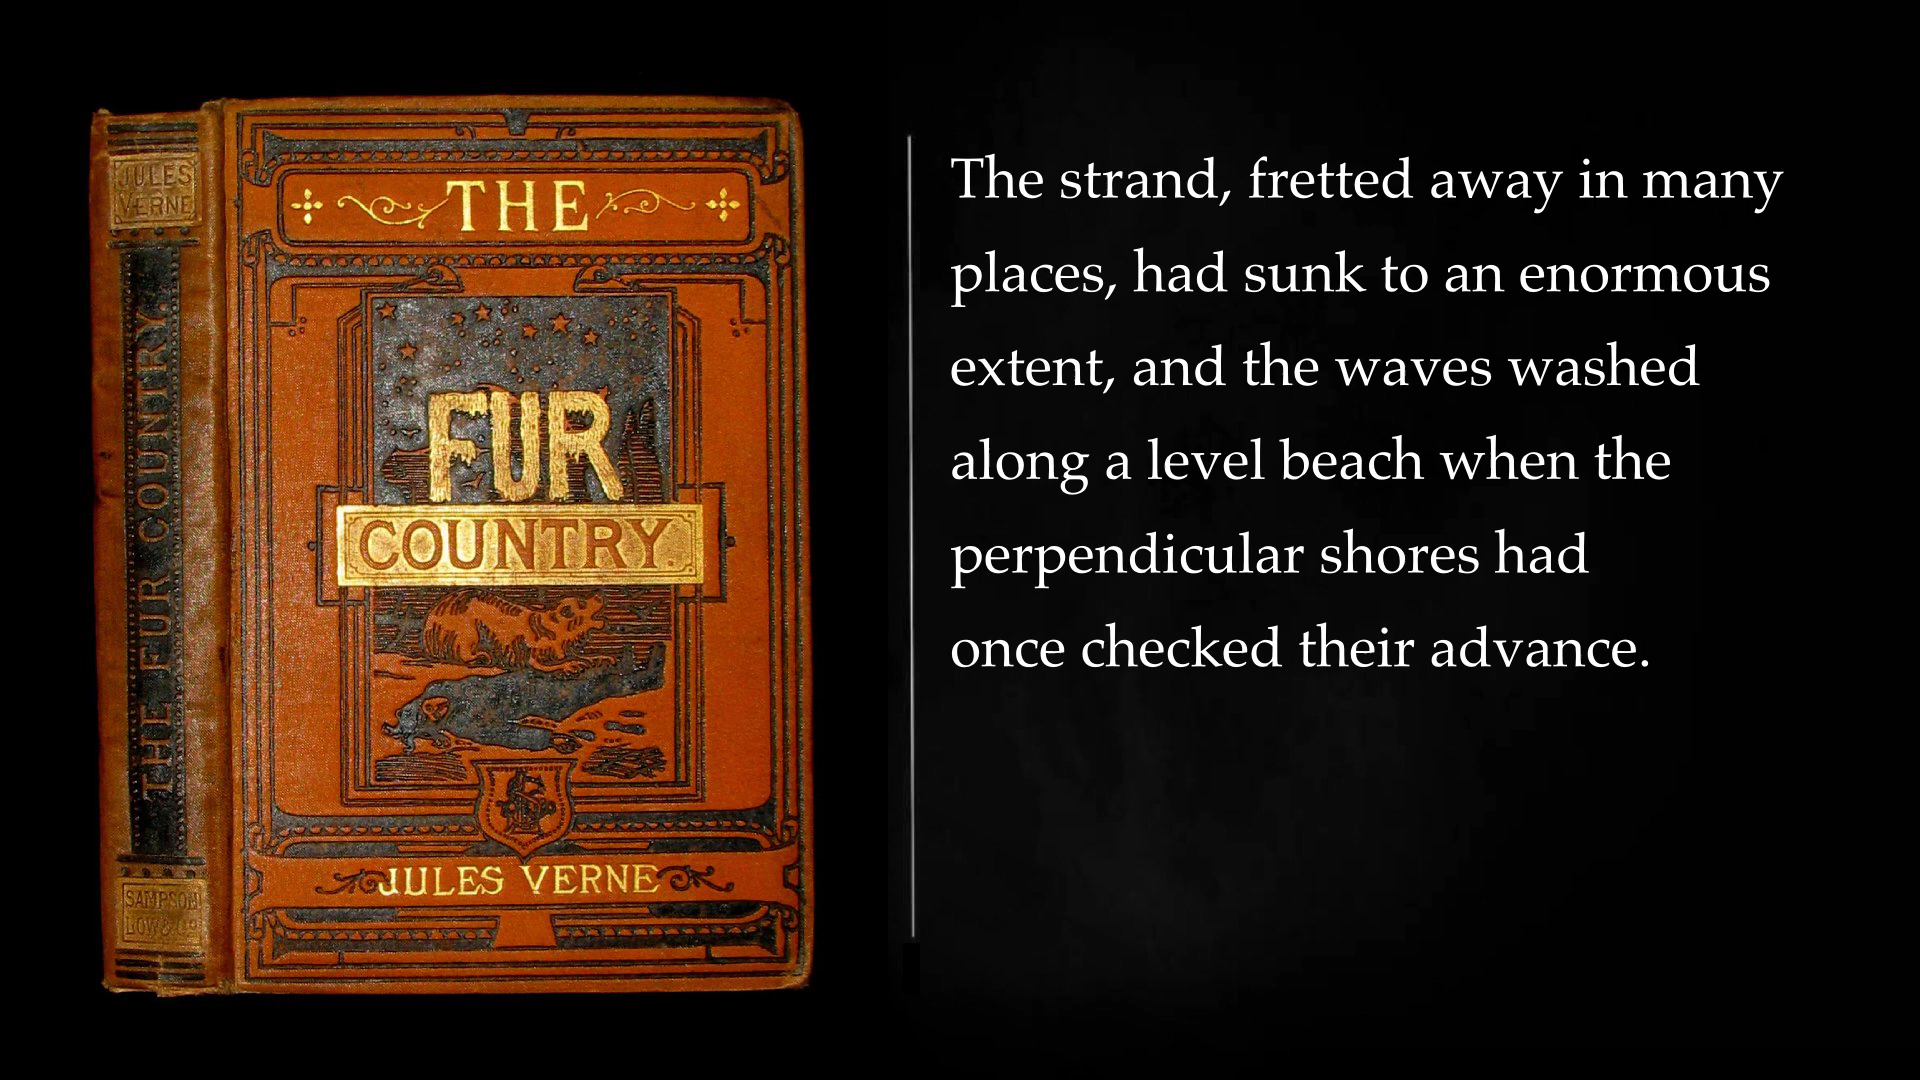 JULES
VERNE
THE FUR COUNTRY.
SAMPSON
LOW & Co
THE
FUR
COUNTRY.
JULES VERNE
The strand, fretted away in many
places, had sunk to an enormous
extent, and the waves washed
along a level beach when the
perpendicular shores had
once checked their advance.